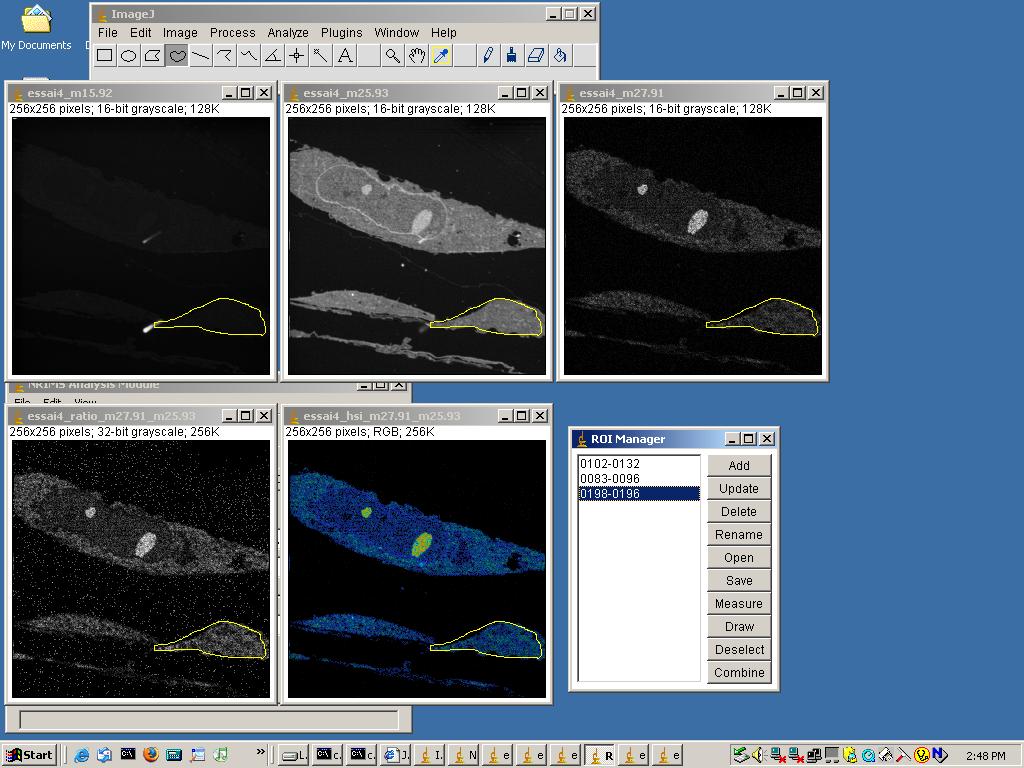 ImageJ
File Edit Image Process Analyze Plugins Window Help
My Documents
essai4_m15.92
256x256 pixels; 16-bit grayscale; 128K
essai4_m25.93
256x256 pixels; 16-bit grayscale; 128K
essai4_m27.91
256x256 pixels; 16-bit grayscale; 128K
NRIMS Analysis Module
File Edit View
essai4_ratio_m27.91_m25.93
256x256 pixels; 32-bit grayscale; 256K
essai4_hsi_m27.91_m25.93
256x256 pixels; RGB; 256K
ROI Manager
0102-0132
0083-0096
0198-0196
Add
Update
Delete
Rename
Open
Save
Measure
Draw
Deselect
Combine
Start
2:48 PM